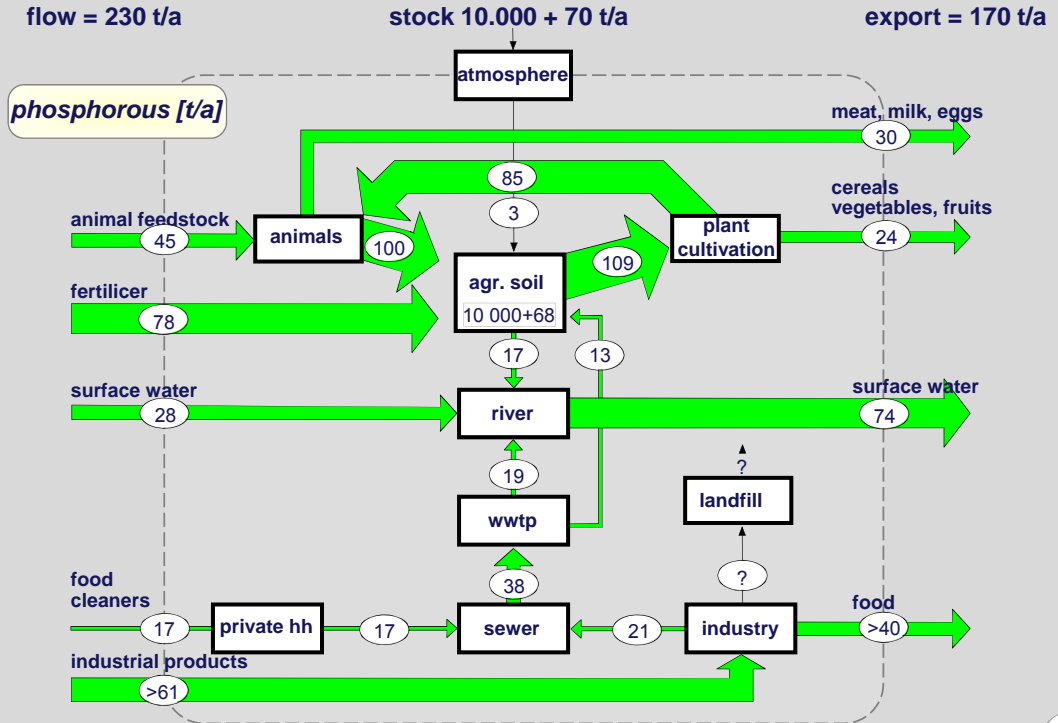 flow = 230 t/a
stock 10.000 + 70 t/a
export = 170 t/a
atmosphere
phosphorous [t/a]
meat, milk, eggs
30
85
cereals
vegetables, fruits
3
animal feedstock
45
animals
100
109
plant
cultivation
24
agr. soil
10 000+68
fertilicer
78
17
13
surface water
28
river
surface water
74
19
?
landfill
wwtp
38
?
food
cleaners
17
private hh
17
sewer
21
industry
food
>40
industrial products
>61